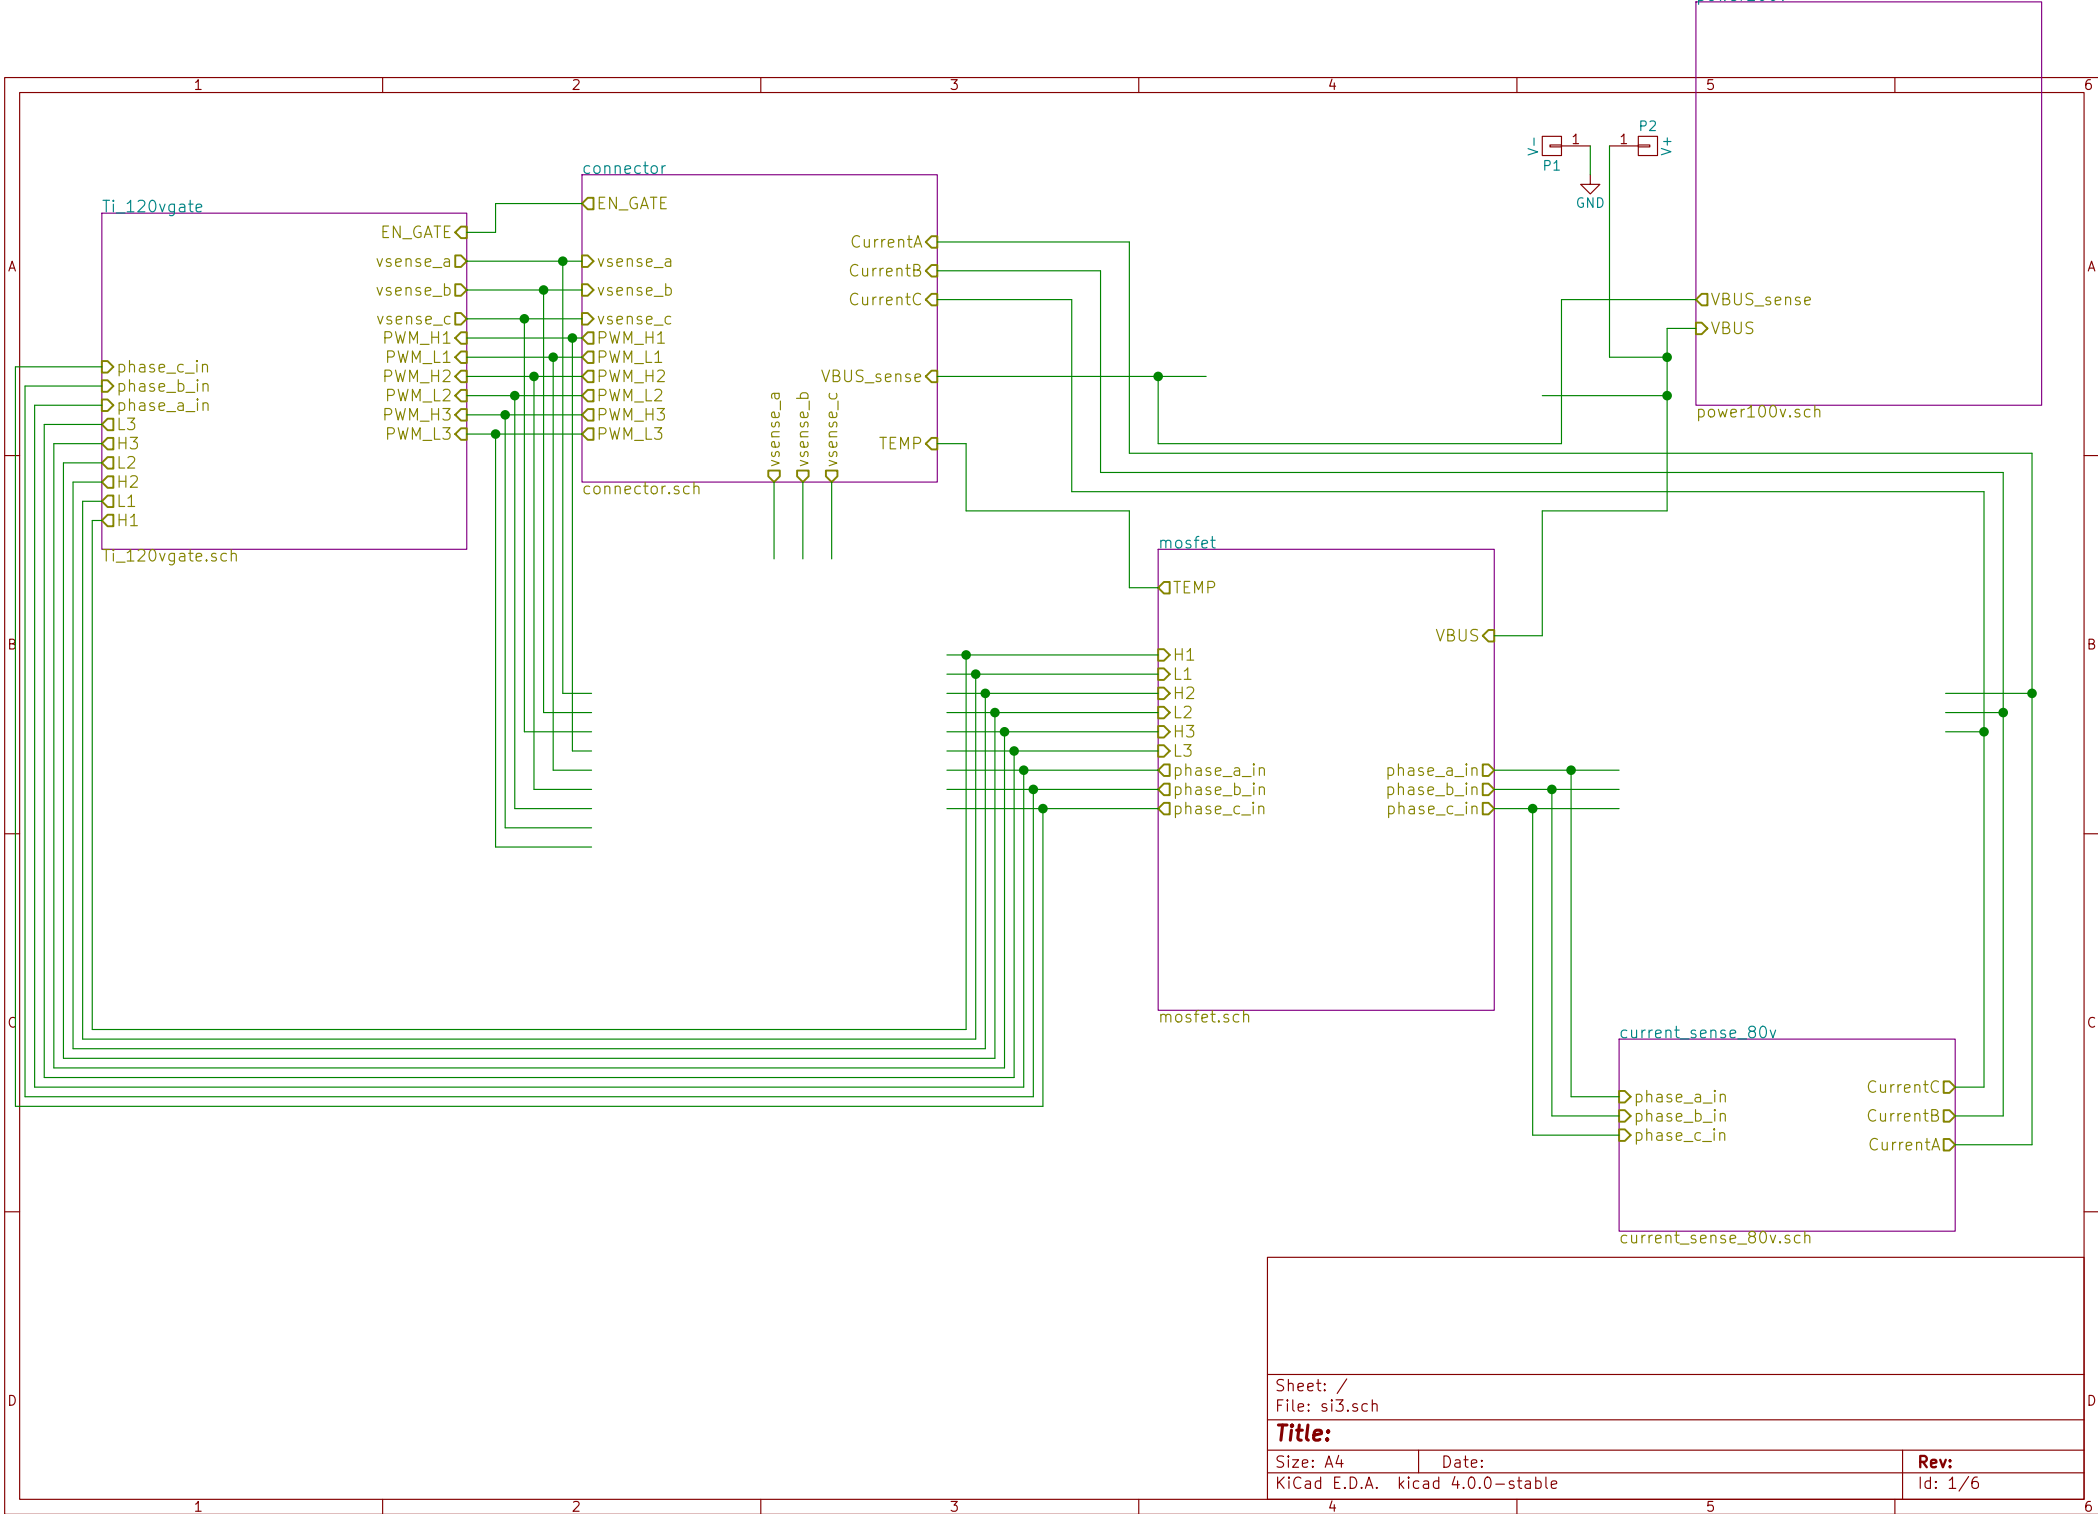 1 2 3 4 5 6
A
B
C
D
A
B
C
D
1 2 3 4 5 6
Ti_120vgate
EN_GATE
vsense_a
vsense_b
vsense_c
PWM_H1
PWM_L1
PWM_H2
PWM_L2
PWM_H3
PWM_L3
phase_c_in
phase_b_in
phase_a_in
L3
H3
L2
H2
L1
H1
Ti_120vgate.sch
connector
EN_GATE
vsense_a
vsense_b
vsense_c
PWM_H1
PWM_L1
PWM_H2
PWM_L2
PWM_H3
PWM_L3
vsense_a
vsense_b
vsense_c
CurrentA
CurrentB
CurrentC
VBUS_sense
TEMP
connector.sch
V-
1
P1
GND
P2
1
V+
VBUS_sense
VBUS
power100v.sch
mosfet
TEMP
VBUS
H1
L1
H2
L2
H3
L3
phase_a_in
phase_b_in
phase_c_in
phase_a_in
phase_b_in
phase_c_in
mosfet.sch
current_sense_80v
phase_a_in
phase_b_in
phase_c_in
CurrentC
CurrentB
CurrentA
current_sense_80v.sch
Sheet: /
File: si3.sch
Title:
Size: A4 Date: Rev:
KiCad E.D.A. kicad 4.0.0-stable Id: 1/6